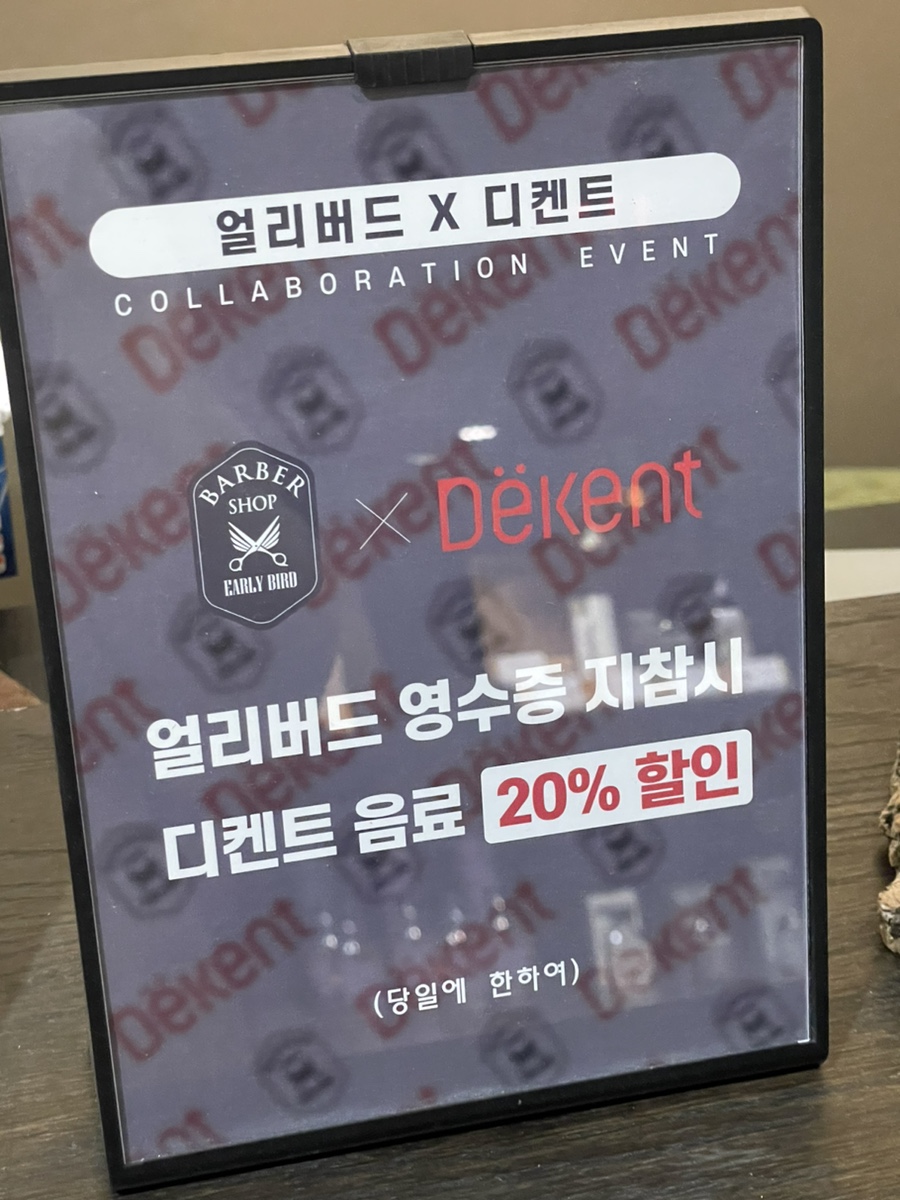 얼리버드 X 디켄트
COLLABORATION EVENT
BARBER
SHOP
EARLY BIRD
Dëkent
얼리버드 영수증 지참시
디켄트 음료 20% 할인
(당일에 한하여)